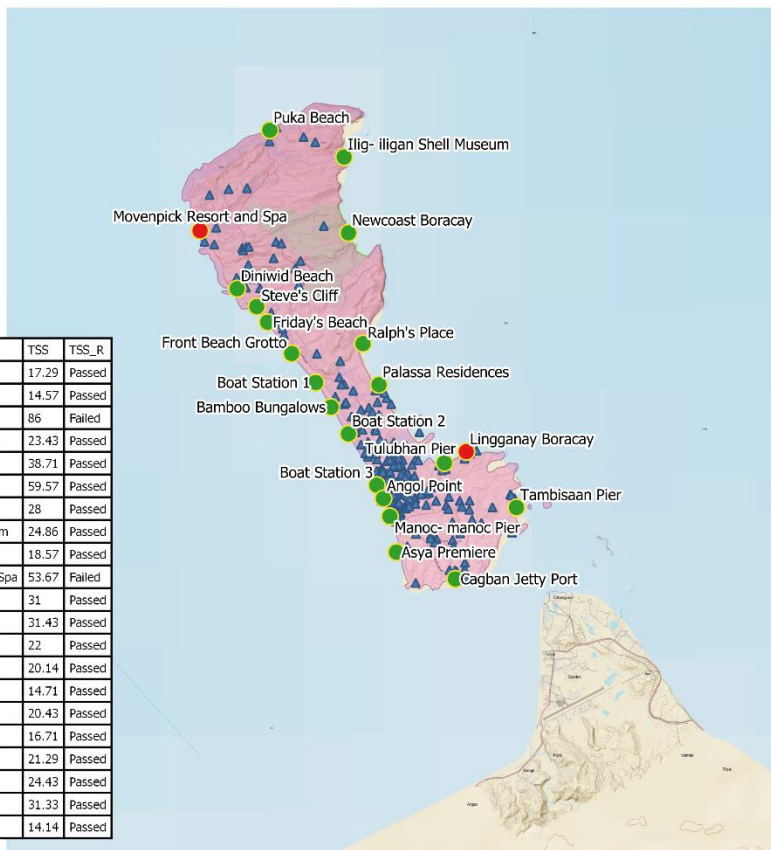 Puka Beach
Ilig- iligan Shell Museum
Movenpick Resort and Spa
Newcoast Boracay
Diniwid Beach
Steve's Cliff
Friday's Beach
Ralph's Place
Front Beach Grotto
Palassa Residences
Boat Station 1
Bamboo Bungalows
Boat Station 2
Lingganay Boracay
Tulubhan Pier
Boat Station 3
Angol Point
Tambisaan Pier
Manoc- manoc Pier
Asya Premiere
Cagban Jetty Port
TSS TSS_R
17.29 Passed
14.57 Passed
86 Failed
23.43 Passed
38.71 Passed
59.57 Passed
28 Passed
m 24.86 Passed
18.57 Passed
Spa 53.67 Failed
31 Passed
31.43 Passed
22 Passed
20.14 Passed
14.71 Passed
20.43 Passed
16.71 Passed
21.29 Passed
24.43 Passed
31.33 Passed
14.14 Passed